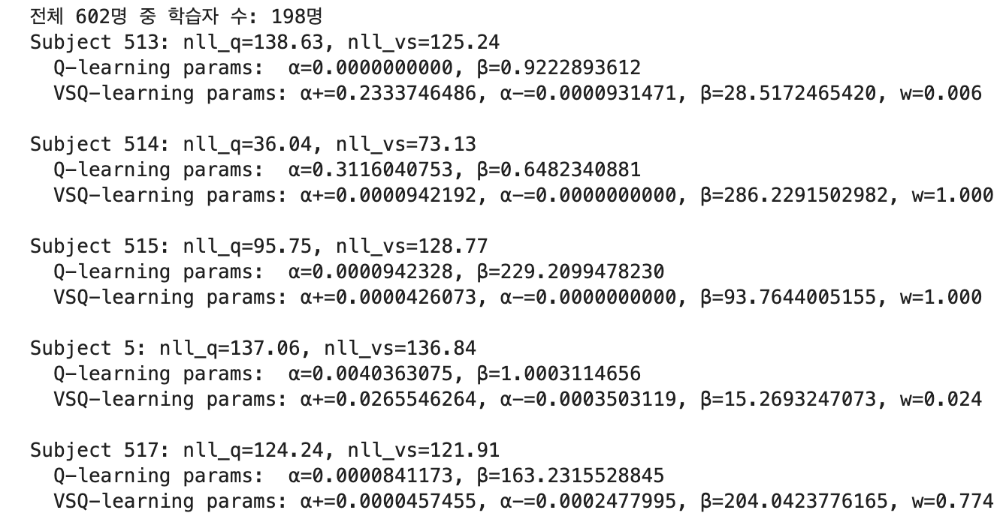 전체 602명 중 학습자 수: 198명
Subject 513: nll_q=138.63, nll_vs=125.24
Q-learning params: α=0.0000000000, β=0.9222893612
VSQ-learning params: α+=0.2333746486, α-=0.0000931471, β=28.5172465420, w=0.006
Subject 514: nll_q=36.04, nll_vs=73.13
Q-learning params: α=0.3116040753, β=0.6482340881
VSQ-learning params: α+=0.0000942192, α-=0.0000000000, β=286.2291502982, w=1.000
Subject 515: nll_q=95.75, nll_vs=128.77
Q-learning params: α=0.0000942328, β=229.2099478230
VSQ-learning params: α+=0.0000426073, α-=0.0000000000, β=93.7644005155, w=1.000
Subject 5: nll_q=137.06, nll_vs=136.84
Q-learning params: α=0.0040363075, β=1.0003114656
VSQ-learning params: α+=0.0265546264, α-=0.0003503119, β=15.2693247073, w=0.024
Subject 517: nll_q=124.24, nll_vs=121.91
Q-learning params: α=0.0000841173, β=163.2315528845
VSQ-learning params: α+=0.0000457455, α-=0.0002477995, β=204.0423776165, w=0.774